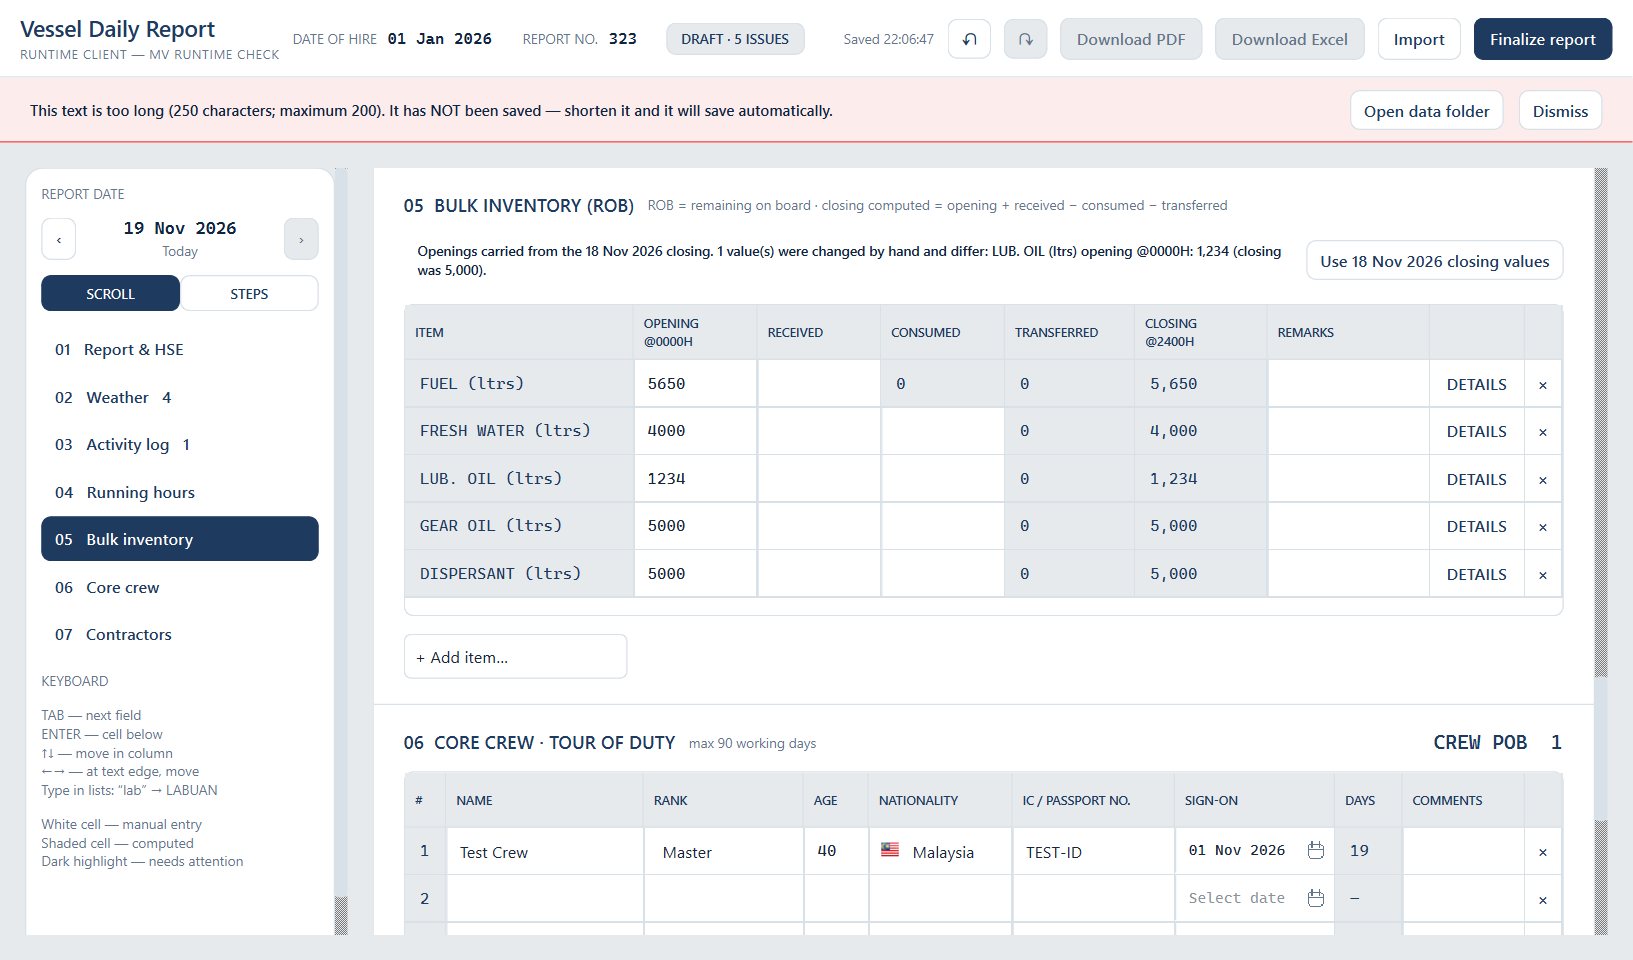 Vessel Daily Report
RUNTIME CLIENT — MV RUNTIME CHECK
DATE OF HIRE 01 Jan 2026
REPORT NO. 323
DRAFT · 5 ISSUES
Saved 22:06:47
Download PDF
Download Excel
Import
Finalize report
This text is too long (250 characters; maximum 200). It has NOT been saved — shorten it and it will save automatically.
Open data folder
Dismiss
REPORT DATE
‹
19 Nov 2026
Today
›
SCROLL
STEPS
01 Report & HSE
02 Weather 4
03 Activity log 1
04 Running hours
05 Bulk inventory
06 Core crew
07 Contractors
KEYBOARD
TAB — next field
ENTER — cell below
↑↓ — move in column
←→ — at text edge, move
Type in lists: “lab” → LABUAN
White cell — manual entry
Shaded cell — computed
Dark highlight — needs attention
05 BULK INVENTORY (ROB) ROB = remaining on board · closing computed = opening + received − consumed − transferred
Openings carried from the 18 Nov 2026 closing. 1 value(s) were changed by hand and differ: LUB. OIL (ltrs) opening @0000H: 1,234 (closing
was 5,000).
Use 18 Nov 2026 closing values
ITEM OPENING @0000H RECEIVED CONSUMED TRANSFERRED CLOSING @2400H REMARKS
FUEL (ltrs) 5650 0 0 5,650 DETAILS ×
FRESH WATER (ltrs) 4000 0 4,000 DETAILS ×
LUB. OIL (ltrs) 1234 0 1,234 DETAILS ×
GEAR OIL (ltrs) 5000 0 5,000 DETAILS ×
DISPERSANT (ltrs) 5000 0 5,000 DETAILS ×
+ Add item...
06 CORE CREW · TOUR OF DUTY max 90 working days
CREW POB 1
# NAME RANK AGE NATIONALITY IC / PASSPORT NO. SIGN-ON DAYS COMMENTS
1 Test Crew Master 40 Malaysia TEST-ID 01 Nov 2026 19 ×
2 Select date — ×